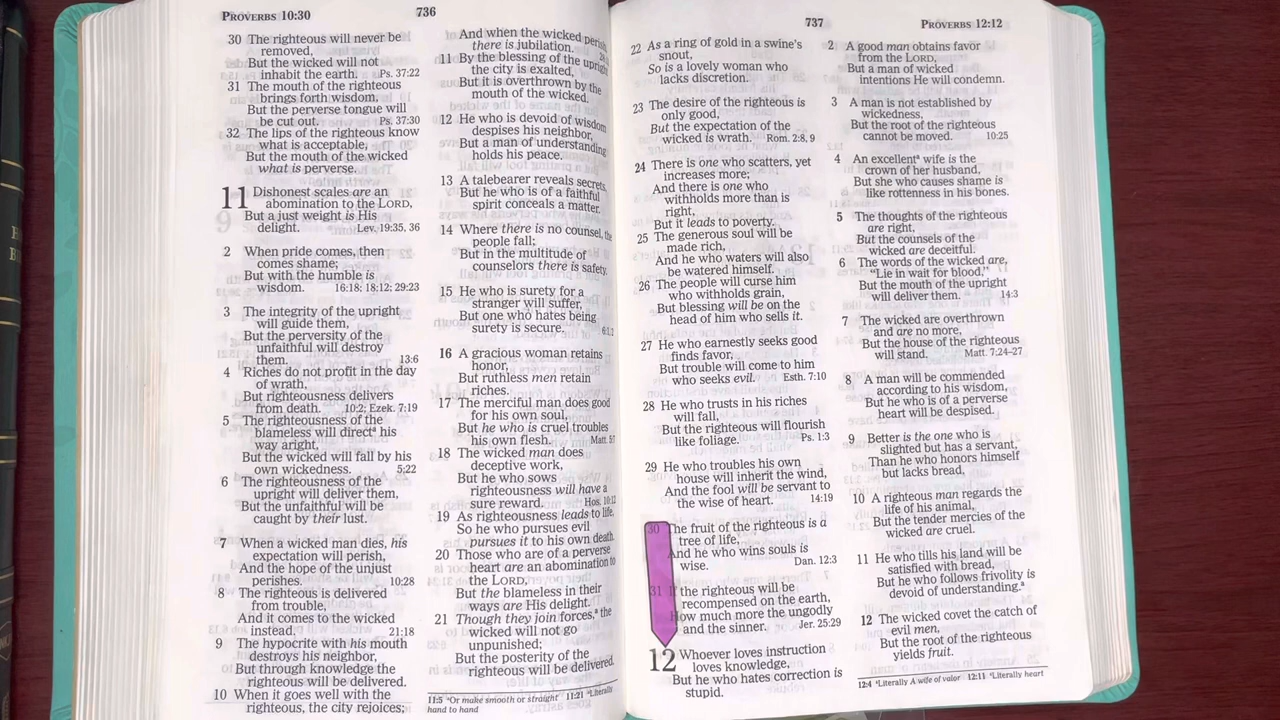 PROVERBS 10:30
736
30 The righteous will never be
removed,
But the wicked will not
inhabit the earth. Ps. 37:22
31 The mouth of the righteous
brings forth wisdom,
But the perverse tongue will
be cut out. Ps. 37:30
32 The lips of the righteous know
what is acceptable,
But the mouth of the wicked
what is perverse.
11 Dishonest scales are an
abomination to the LORD,
But a just weight is His
delight. Lev. 19:35, 36
2 When pride comes, then
comes shame;
But with the humble is
wisdom. 16:18; 18:12; 29:23
3 The integrity of the upright
will guide them,
But the perversity of the
unfaithful will destroy
them. 13:6
4 Riches do not profit in the day
of wrath,
But righteousness delivers
from death. 10:2; Ezek. 7:19
5 The righteousness of the
blameless will directª his
way aright,
But the wicked will fall by his
own wickedness. 5:22
6 The righteousness of the
upright will deliver them,
But the unfaithful will be
caught by their lust.
7 When a wicked man dies, his
expectation will perish,
And the hope of the unjust
perishes. 10:28
8 The righteous is delivered
from trouble,
And it comes to the wicked
instead. 21:18
9 The hypocrite with his mouth
destroys his neighbor,
But through knowledge the
righteous will be delivered.
10 When it goes well with the
righteous, the city rejoices;
And when the wicked perish
there is jubilation.
11 By the blessing of the upright
the city is exalted,
But it is overthrown by the
mouth of the wicked.
12 He who is devoid of wisdom
despises his neighbor,
But a man of understanding
holds his peace.
13 A talebearer reveals secrets,
But he who is of a faithful
spirit conceals a matter.
14 Where there is no counsel, the
people fall;
But in the multitude of
counselors there is safety.
15 He who is surety for a
stranger will suffer,
But one who hates being
surety is secure. 6:1,2
16 A gracious woman retains
honor,
But ruthless men retain
riches.
17 The merciful man does good
for his own soul,
But he who is cruel troubles
his own flesh. Matt. 5:7
18 The wicked man does
deceptive work,
But he who sows
righteousness will have a
sure reward. Hos. 10:12
19 As righteousness leads to life,
So he who pursues evil
pursues it to his own death.
20 Those who are of a perverse
heart are an abomination to
the LORD,
But the blameless in their
ways are His delight.
21 Though they join forces,ª the
wicked will not go
unpunished;
But the posterity of the
righteous will be delivered.
11:5 ªOr make smooth or straight 11:21 ªLiterally
hand to hand
737
PROVERBS 12:12
22 As a ring of gold in a swine's
snout,
So is a lovely woman who
lacks discretion.
23 The desire of the righteous is
only good,
But the expectation of the
wicked is wrath. Rom. 2:8, 9
24 There is one who scatters, yet
increases more;
And there is one who
withholds more than is
right,
But it leads to poverty.
25 The generous soul will be
made rich,
And he who waters will also
be watered himself.
26 The people will curse him
who withholds grain,
But blessing will be on the
head of him who sells it.
27 He who earnestly seeks good
finds favor,
But trouble will come to him
who seeks evil. Esth. 7:10
28 He who trusts in his riches
will fall,
But the righteous will flourish
like foliage. Ps. 1:3
29 He who troubles his own
house will inherit the wind,
And the fool will be servant to
the wise of heart. 14:19
30 The fruit of the righteous is a
tree of life,
And he who wins souls is
wise. Dan. 12:3
31 If the righteous will be
recompensed on the earth,
How much more the ungodly
and the sinner. Jer. 25:29
12 Whoever loves instruction
loves knowledge,
But he who hates correction is
stupid.
2 A good man obtains favor
from the LORD,
But a man of wicked
intentions He will condemn.
3 A man is not established by
wickedness,
But the root of the righteous
cannot be moved. 10:25
4 An excellentª wife is the
crown of her husband,
But she who causes shame is
like rottenness in his bones.
5 The thoughts of the righteous
are right,
But the counsels of the
wicked are deceitful.
6 The words of the wicked are,
"Lie in wait for blood,"
But the mouth of the upright
will deliver them. 14:3
7 The wicked are overthrown
and are no more,
But the house of the righteous
will stand. Matt. 7:24–27
8 A man will be commended
according to his wisdom,
But he who is of a perverse
heart will be despised.
9 Better is the one who is
slighted but has a servant,
Than he who honors himself
but lacks bread.
10 A righteous man regards the
life of his animal,
But the tender mercies of the
wicked are cruel.
11 He who tills his land will be
satisfied with bread,
But he who follows frivolity is
devoid of understanding.ª
12 The wicked covet the catch of
evil men,
But the root of the righteous
yields fruit.
12:4 ªLiterally A wife of valor 12:11 ªLiterally heart